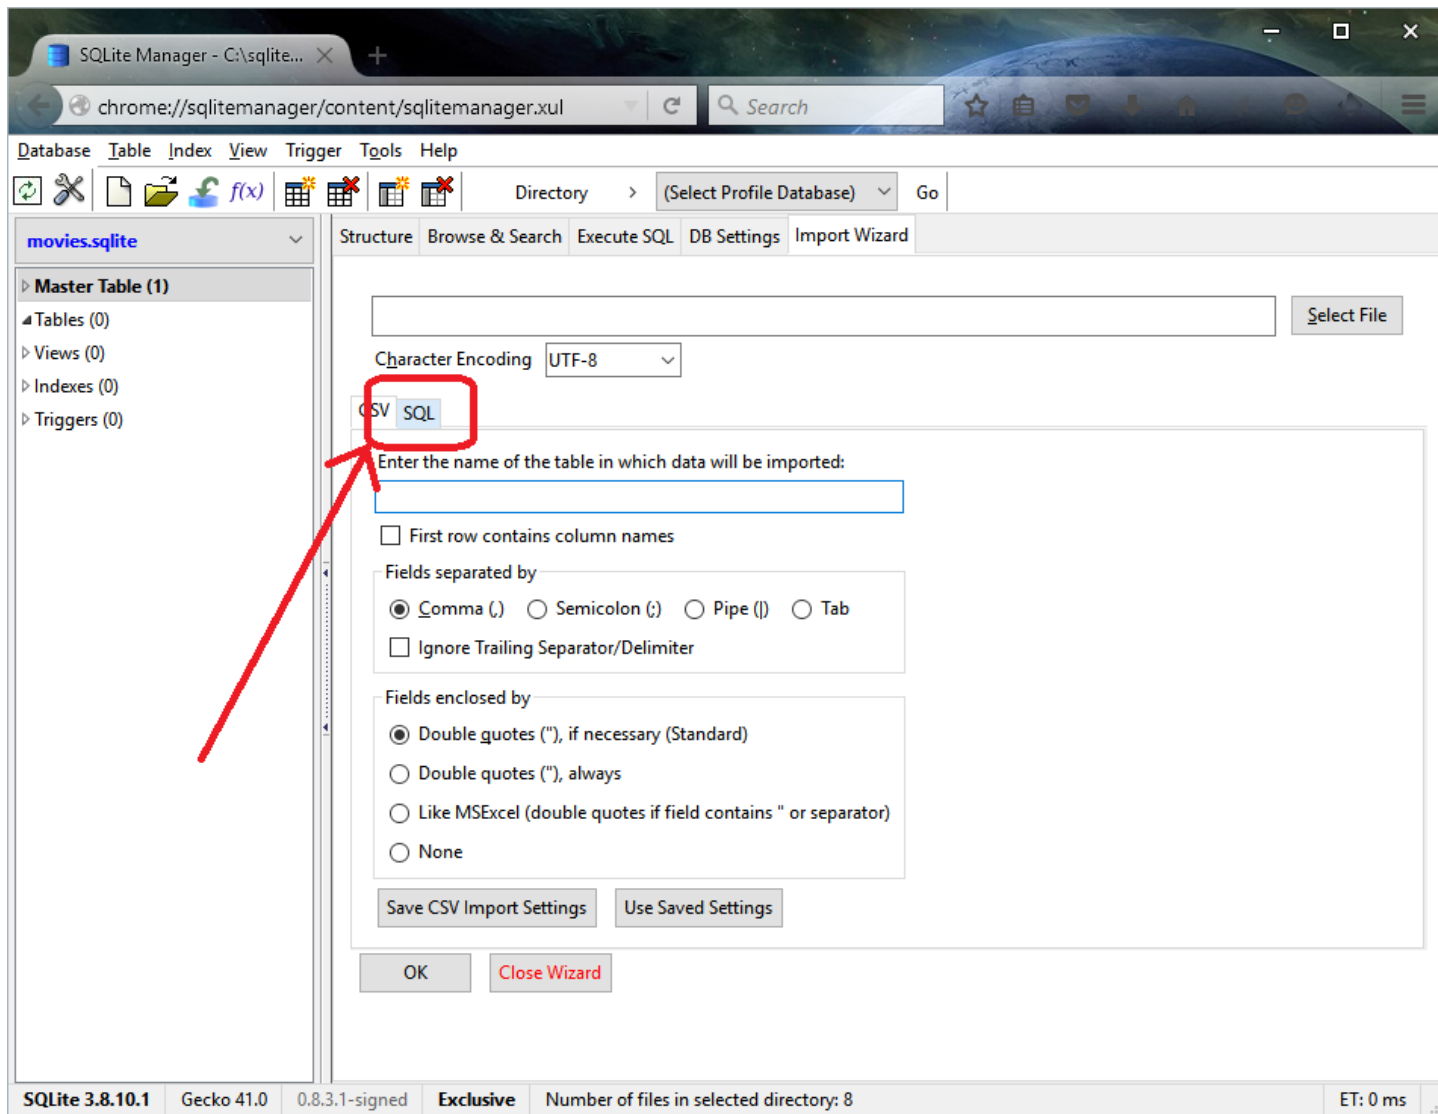 SQLite Manager - C:\sqlite...
chrome://sqlitemanager/content/sqlitemanager.xul
Search
Database Table Index View Trigger Tools Help
f(x)
Directory > (Select Profile Database) Go
movies.sqlite
Structure Browse & Search Execute SQL DB Settings Import Wizard
Master Table (1)
Tables (0)
Views (0)
Indexes (0)
Triggers (0)
Select File
Character Encoding UTF-8
CSV SQL
Enter the name of the table in which data will be imported:
First row contains column names
Fields separated by
Comma (,) Semicolon (;) Pipe (|) Tab
Ignore Trailing Separator/Delimiter
Fields enclosed by
Double quotes ("), if necessary (Standard)
Double quotes ("), always
Like MSExcel (double quotes if field contains " or separator)
None
Save CSV Import Settings Use Saved Settings
OK Close Wizard
SQLite 3.8.10.1 Gecko 41.0 0.8.3.1-signed Exclusive Number of files in selected directory: 8 ET: 0 ms